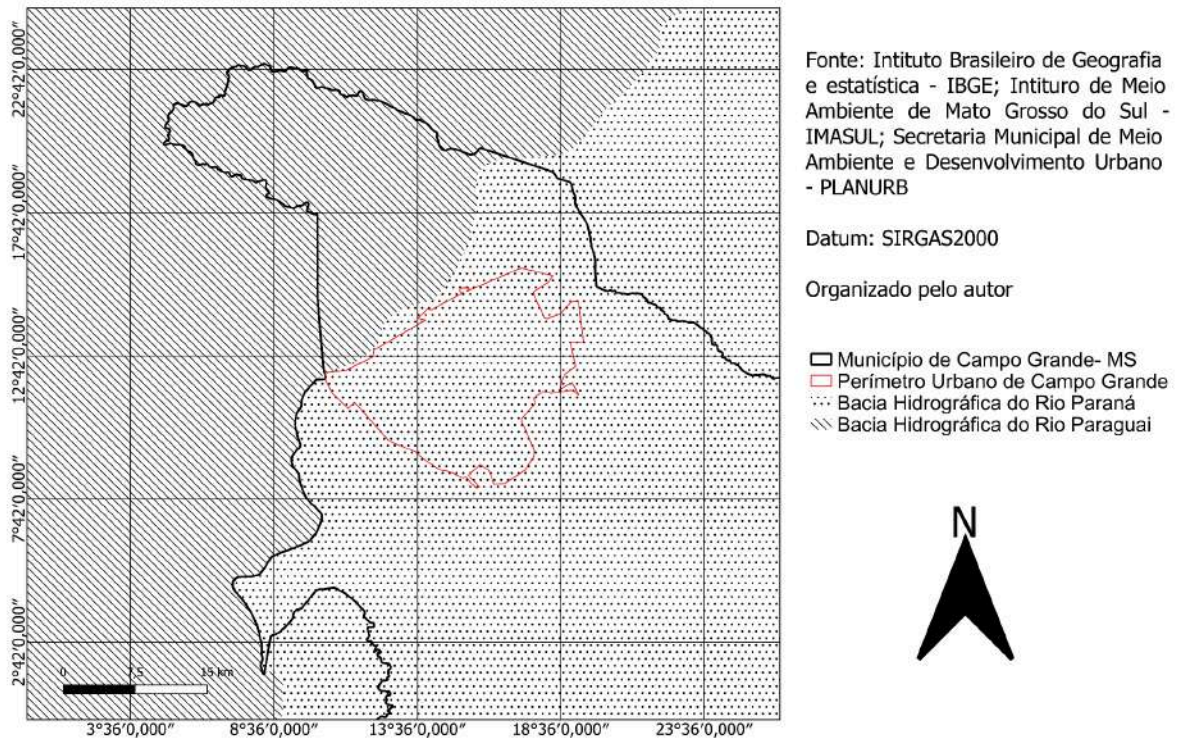 22°42'0,000"
17°42'0,000"
12°42'0,000"
7°42'0,000"
2°42'0,000"
0 7,5 15 km
3°36'0,000" 8°36'0,000" 13°36'0,000" 18°36'0,000" 23°36'0,000"
Fonte: Intituto Brasileiro de Geografia
e estatística - IBGE; Intituro de Meio
Ambiente de Mato Grosso do Sul -
IMASUL; Secretaria Municipal de Meio
Ambiente e Desenvolvimento Urbano
- PLANURB
Datum: SIRGAS2000
Organizado pelo autor
Município de Campo Grande- MS
Perímetro Urbano de Campo Grande
Bacia Hidrográfica do Rio Paraná
Bacia Hidrográfica do Rio Paraguai
N